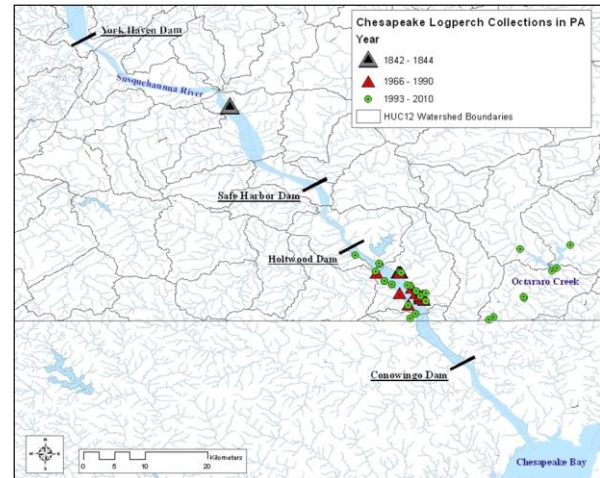 Chesapeake Logperch Collections in PA
Year
1842 - 1844
1966 - 1990
1993 - 2010
HUC12 Watershed Boundaries
York Haven Dam
Susquehanna River
Safe Harbor Dam
Holtwood Dam
Octararo Creek
Conowingo Dam
Chesapeake Bay
N
W E
S
0 5 10 20
Kilometers